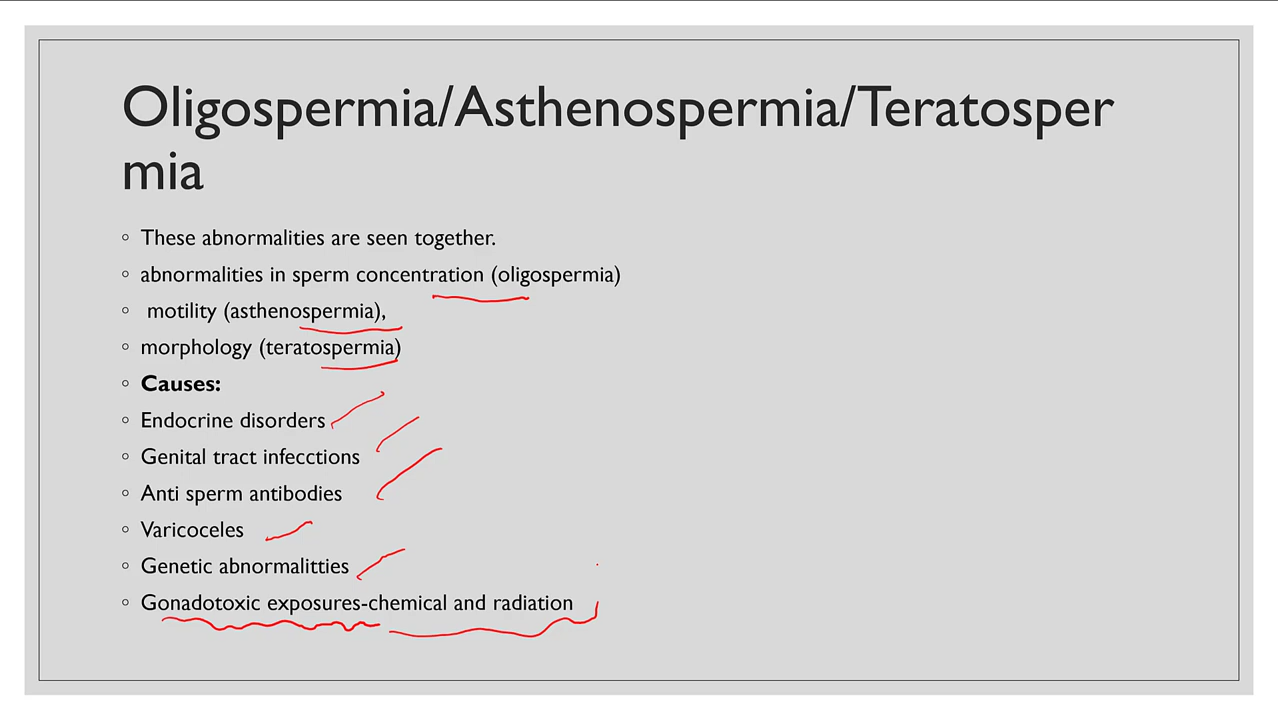 Oligospermia/Asthenospermia/Teratosper
mia
◦ These abnormalities are seen together.
◦ abnormalities in sperm concentration (oligospermia)
◦ motility (asthenospermia),
◦ morphology (teratospermia)
◦ Causes:
◦ Endocrine disorders
◦ Genital tract infecctions
◦ Anti sperm antibodies
◦ Varicoceles
◦ Genetic abnormalitties
◦ Gonadotoxic exposures-chemical and radiation